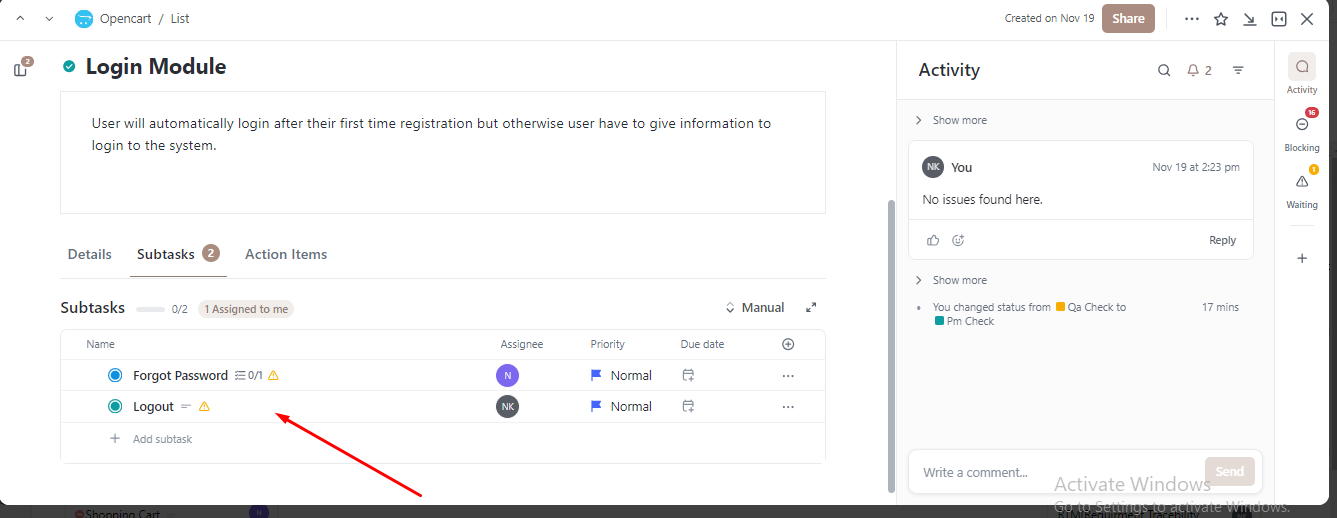 Opencart / List
Created on Nov 19
Share
2
Login Module
User will automatically login after their first time registration but otherwise user have to give information to
login to the system.
Details
Subtasks 2
Action Items
Subtasks 0/2 1 Assigned to me
Manual
Name Assignee Priority Due date
Forgot Password 0/1 N Normal
Logout NK Normal
Add subtask
Activity
2
Show more
NK You Nov 19 at 2:23 pm
No issues found here.
Reply
Show more
You changed status from Qa Check to 17 mins
Pm Check
Write a comment...
Send
Activity
16
Blocking
1
Waiting
Activate Windows
Go to Settings to activate Windows.
Shopping Cart N